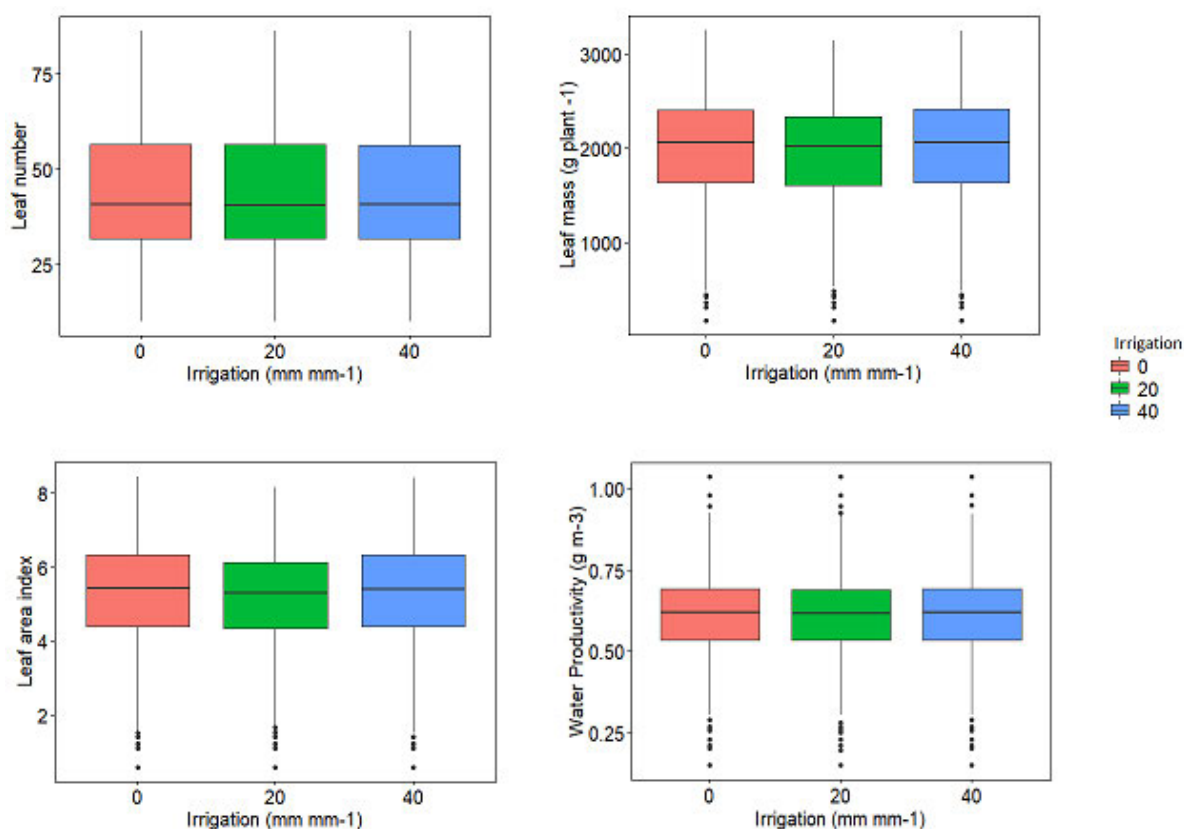 Leaf number
75
50
25
0 20 40
Irrigation (mm mm-1)
Leaf mass (g plant -1)
3000
2000
1000
0 20 40
Irrigation (mm mm-1)
Irrigation
0
20
40
Leaf area index
8
6
4
2
0 20 40
Irrigation (mm mm-1)
Water Productivity (g m-3)
1.00
0.75
0.50
0.25
0 20 40
Irrigation (mm mm-1)